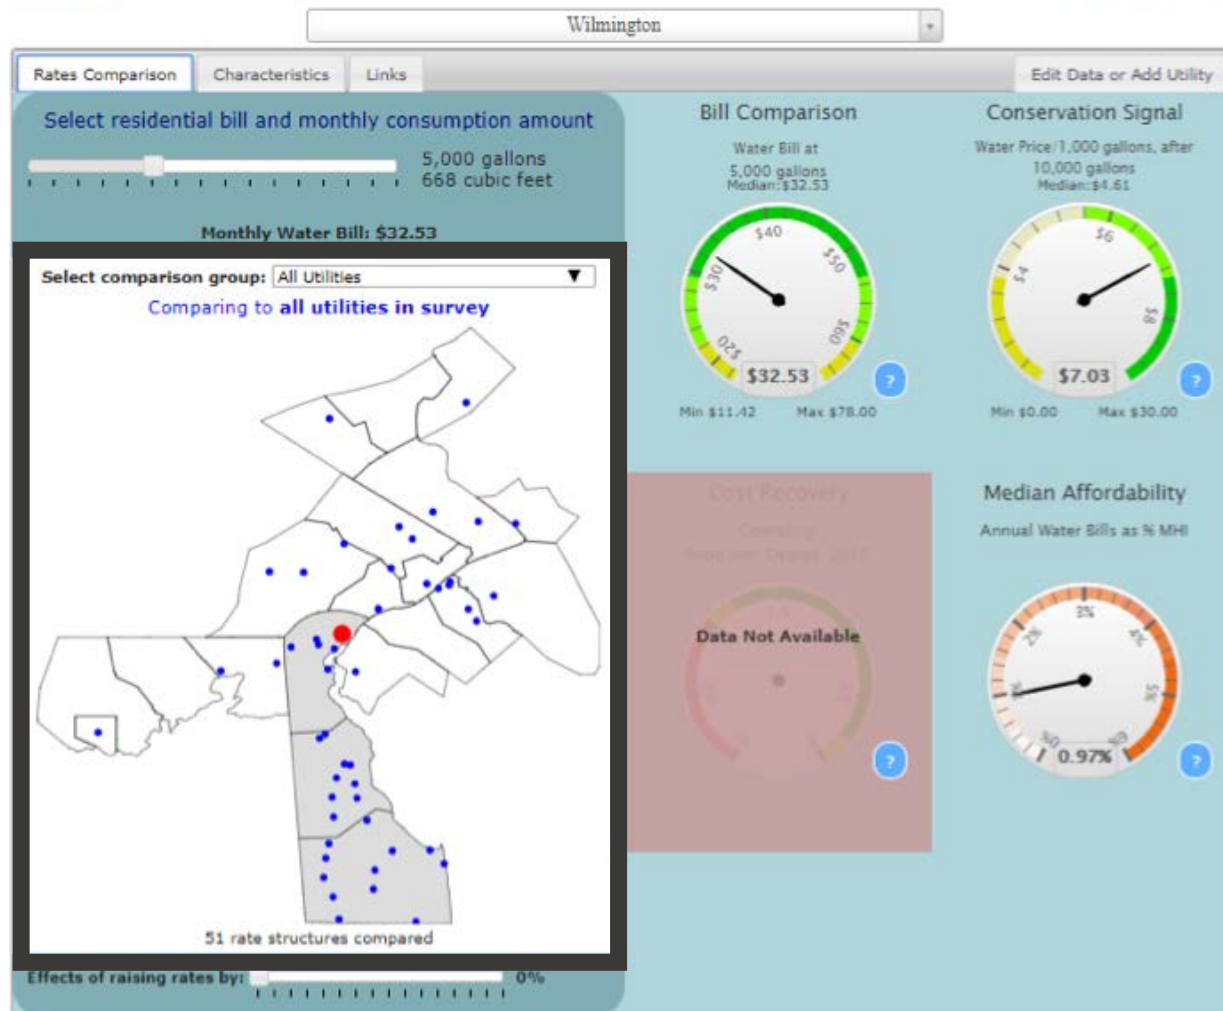 Wilmington
Rates Comparison
Characteristics
Links
Edit Data or Add Utility
Select residential bill and monthly consumption amount
5,000 gallons
668 cubic feet
Monthly Water Bill: $32.53
Select comparison group: All Utilities
Comparing to all utilities in survey
51 rate structures compared
Effects of raising rates by:
0%
Bill Comparison
Water Bill at
5,000 gallons
Median:$32.53
$20
$30
$40
$50
$60
$32.53
?
Min $11.42
Max $78.00
Conservation Signal
Water Price/1,000 gallons, after
10,000 gallons
Median:$4.61
$4
$6
$8
$7.03
?
Min $0.00
Max $30.00
Cost Recovery
Operating
Data Not Available
?
Median Affordability
Annual Water Bills as % MHI
0%
2%
3%
4%
5%
6%
0.97%
?